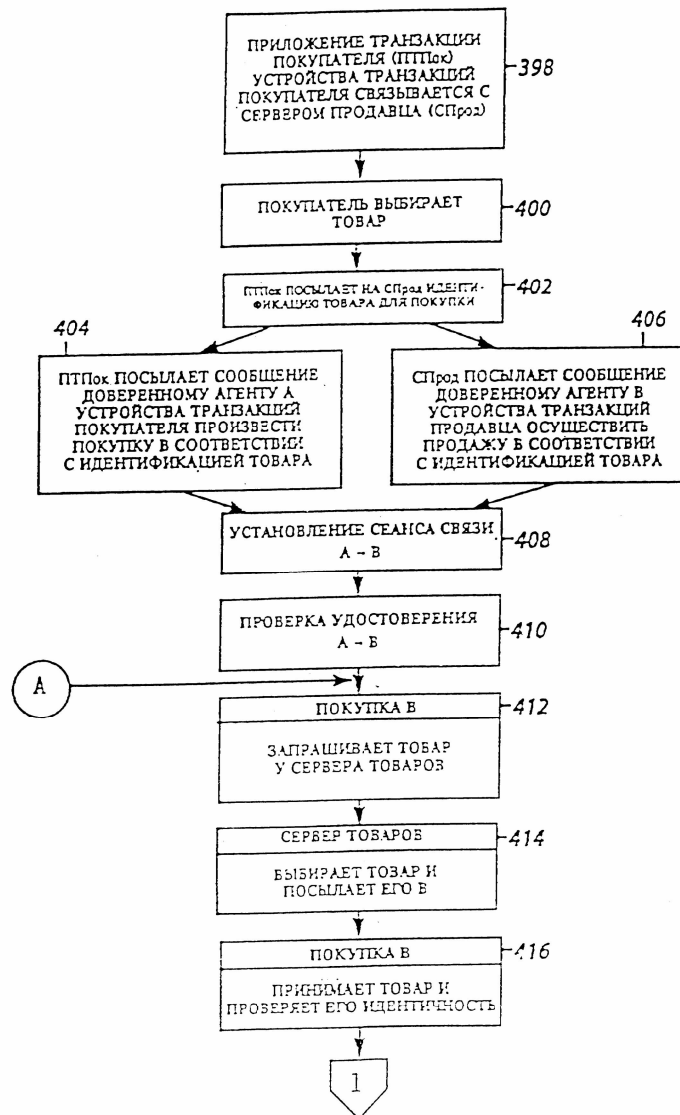 ПРИЛОЖЕНИЕ ТРАНЗАКЦИИ
ПОКУПАТЕЛЯ (ПТПок)
УСТРОЙСТВА ТРАНЗАКЦИЙ
ПОКУПАТЕЛЯ СВЯЗЫВАЕТСЯ С
СЕРВЕРОМ ПРОДАВЦА (СПрод)
398
ПОКУПАТЕЛЬ ВЫБИРАЕТ
ТОВАР
400
ПТПок ПОСЫЛАЕТ НА СПрод ИДЕНТИ-
ФИКАЦИЮ ТОВАРА ДЛЯ ПОКУПКИ
402
404
ПТПок ПОСЫЛАЕТ СООБЩЕНИЕ
ДОВЕРЕННОМУ АГЕНТУ А
УСТРОЙСТВА ТРАНЗАКЦИЙ
ПОКУПАТЕЛЯ ПРОИЗВЕСТИ
ПОКУПКУ В СООТВЕТСТВИИ
С ИДЕНТИФИКАЦИЕЙ ТОВАРА
406
СПрод ПОСЫЛАЕТ СООБЩЕНИЕ
ДОВЕРЕННОМУ АГЕНТУ В
УСТРОЙСТВА ТРАНЗАКЦИЙ
ПРОДАВЦА ОСУЩЕСТВИТЬ
ПРОДАЖУ В СООТВЕТСТВИИ
С ИДЕНТИФИКАЦИЕЙ ТОВАРА
УСТАНОВЛЕНИЕ СЕАНСА СВЯЗИ
А - В
408
ПРОВЕРКА УДОСТОВЕРЕНИЯ
А - В
410
А
ПОКУПКА В
412
ЗАПРАШИВАЕТ ТОВАР
У СЕРВЕРА ТОВАРОВ
СЕРВЕР ТОВАРОВ
414
ВЫБИРАЕТ ТОВАР И
ПОСЫЛАЕТ ЕГО В
ПОКУПКА В
416
ПРИНИМАЕТ ТОВАР И
ПРОВЕРЯЕТ ЕГО ИДЕНТИЧНОСТЬ
1